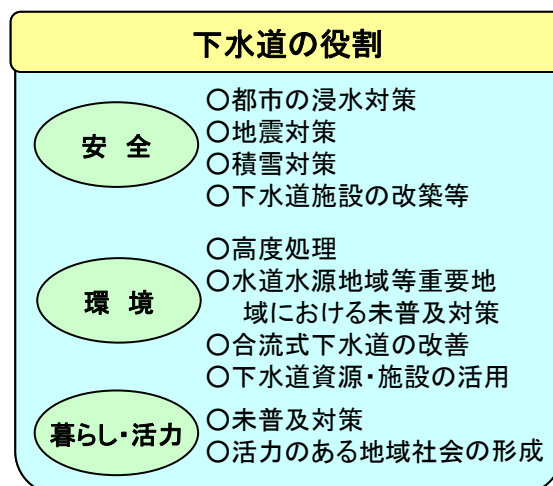 下水道の役割
安 全
○都市の浸水対策
○地震対策
○積雪対策
○下水道施設の改築等
環 境
○高度処理
○水道水源地域等重要地
域における未普及対策
○合流式下水道の改善
○下水道資源・施設の活用
暮らし・活力
○未普及対策
○活力のある地域社会の形成